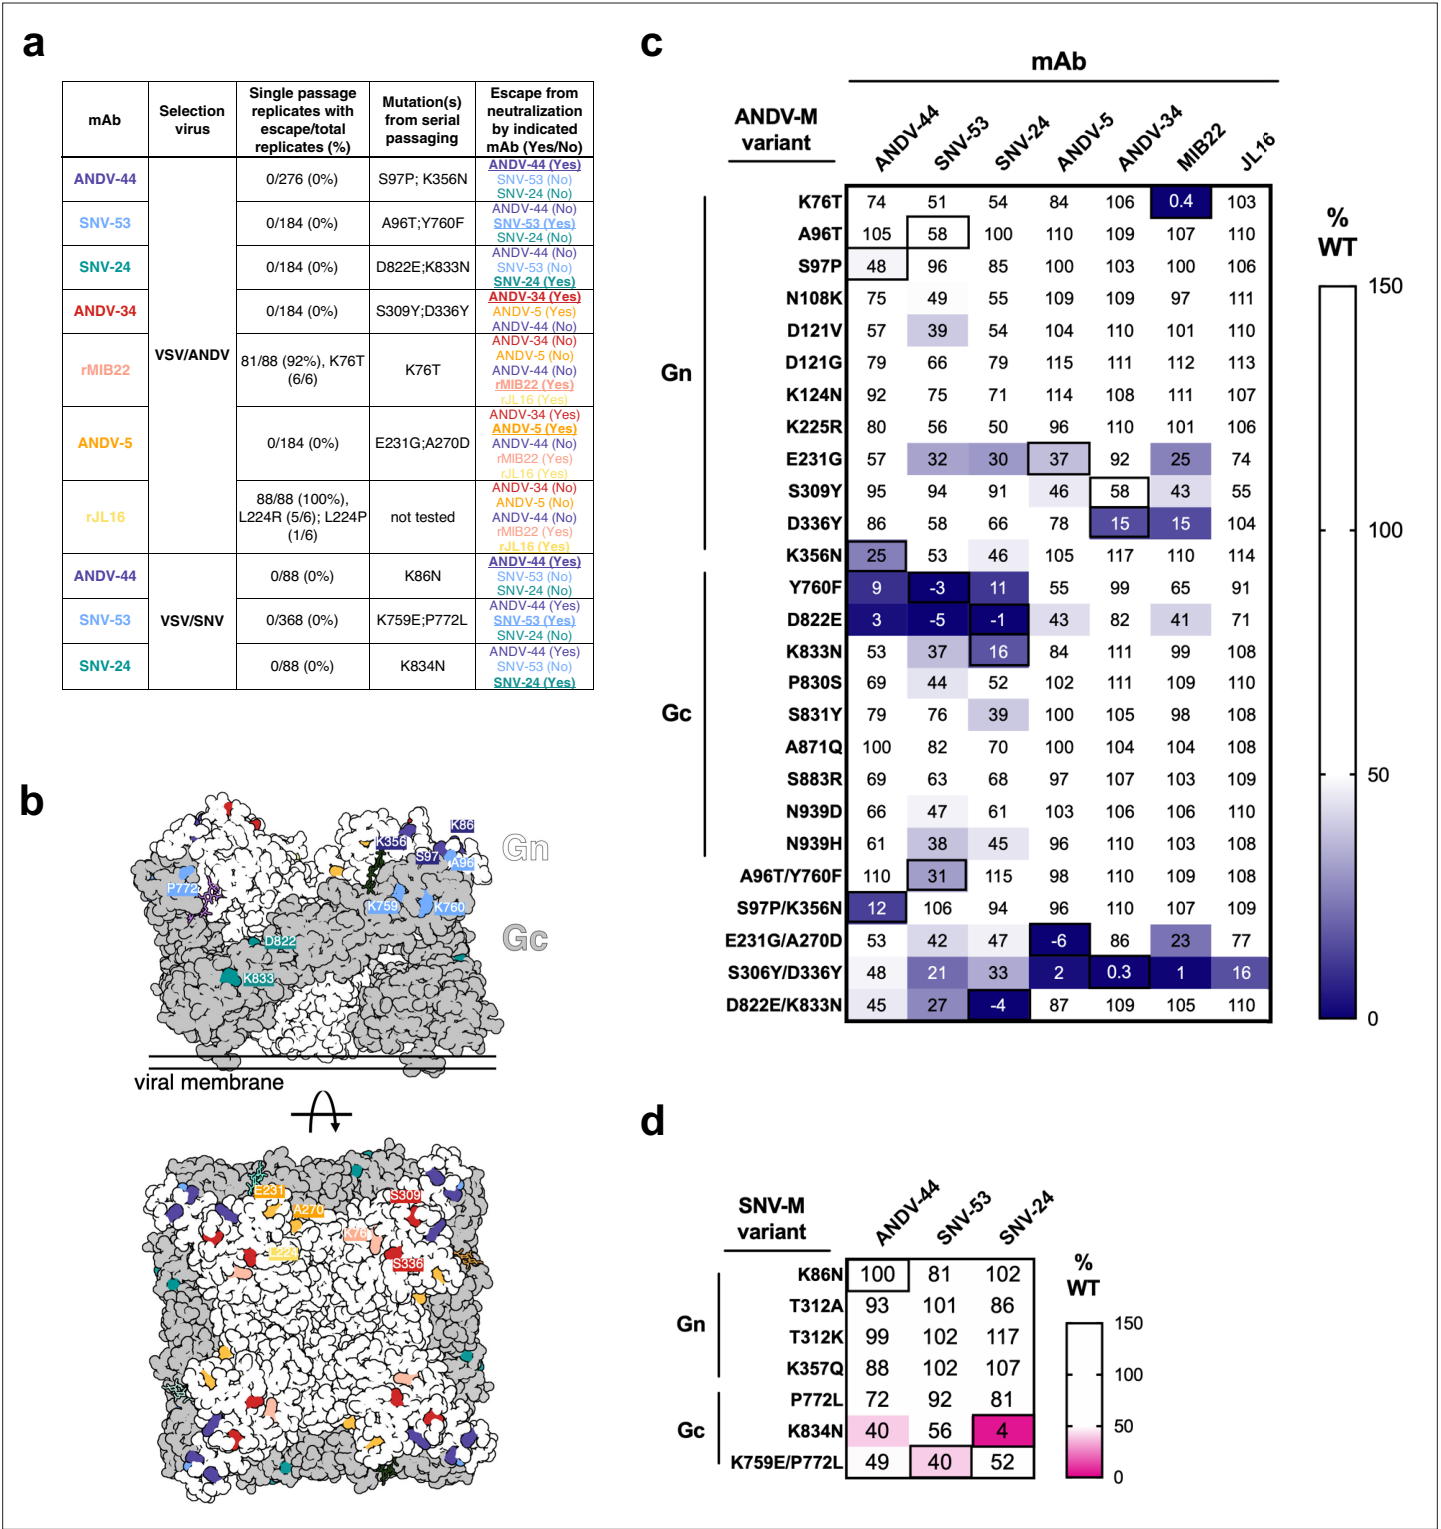 a
mAb
Selection virus
Single passage replicates with escape/total replicates (%)
Mutation(s) from serial passaging
Escape from neutralization by indicated mAb (Yes/No)
ANDV-44
VSV/ANDV
0/276 (0%)
S97P; K356N
ANDV-44 (Yes)
SNV-53 (No)
SNV-24 (No)
SNV-53
0/184 (0%)
A96T;Y760F
ANDV-44 (No)
SNV-53 (Yes)
SNV-24 (No)
SNV-24
0/184 (0%)
D822E;K833N
ANDV-44 (No)
SNV-53 (No)
SNV-24 (Yes)
ANDV-34
0/184 (0%)
S309Y;D336Y
ANDV-34 (Yes)
ANDV-5 (Yes)
ANDV-44 (No)
rMIB22
81/88 (92%), K76T (6/6)
K76T
ANDV-34 (No)
ANDV-5 (No)
ANDV-44 (No)
rMIB22 (Yes)
rJL16 (Yes)
ANDV-5
0/184 (0%)
E231G;A270D
ANDV-34 (Yes)
ANDV-5 (Yes)
ANDV-44 (No)
rMIB22 (Yes)
rJL16 (Yes)
rJL16
88/88 (100%), L224R (5/6); L224P (1/6)
not tested
ANDV-34 (No)
ANDV-5 (No)
ANDV-44 (No)
rMIB22 (Yes)
rJL16 (Yes)
ANDV-44
VSV/SNV
0/88 (0%)
K86N
ANDV-44 (Yes)
SNV-53 (No)
SNV-24 (No)
SNV-53
0/368 (0%)
K759E;P772L
ANDV-44 (Yes)
SNV-53 (Yes)
SNV-24 (No)
SNV-24
0/88 (0%)
K834N
ANDV-44 (Yes)
SNV-53 (No)
SNV-24 (Yes)
b
K86
K356
S97
A96
Gn
P772
K759
K760
D822
Gc
K833
viral membrane
E231
S309
A270
K76
L224
S336
c
mAb
ANDV-M variant
ANDV-44 SNV-53 SNV-24 ANDV-5 ANDV-34 MIB22 JL16
Gn
K76T 74 51 54 84 106 0.4 103
A96T 105 58 100 110 109 107 110
S97P 48 96 85 100 103 100 106
N108K 75 49 55 109 109 97 111
D121V 57 39 54 104 110 101 110
D121G 79 66 79 115 111 112 113
K124N 92 75 71 114 108 111 107
K225R 80 56 50 96 110 101 106
E231G 57 32 30 37 92 25 74
S309Y 95 94 91 46 58 43 55
D336Y 86 58 66 78 15 15 104
K356N 25 53 46 105 117 110 114
Gc
Y760F 9 -3 11 55 99 65 91
D822E 3 -5 -1 43 82 41 71
K833N 53 37 16 84 111 99 108
P830S 69 44 52 102 111 109 110
S831Y 79 76 39 100 105 98 108
A871Q 100 82 70 100 104 104 108
S883R 69 63 68 97 107 103 109
N939D 66 47 61 103 106 106 110
N939H 61 38 45 96 110 103 108
A96T/Y760F 110 31 115 98 110 109 108
S97P/K356N 12 106 94 96 110 107 109
E231G/A270D 53 42 47 -6 86 23 77
S306Y/D336Y 48 21 33 2 0.3 1 16
D822E/K833N 45 27 -4 87 109 105 110
% WT
150
100
50
0
d
SNV-M variant
ANDV-44 SNV-53 SNV-24
Gn
K86N 100 81 102
T312A 93 101 86
T312K 99 102 117
K357Q 88 102 107
Gc
P772L 72 92 81
K834N 40 56 4
K759E/P772L 49 40 52
% WT
150
100
50
0